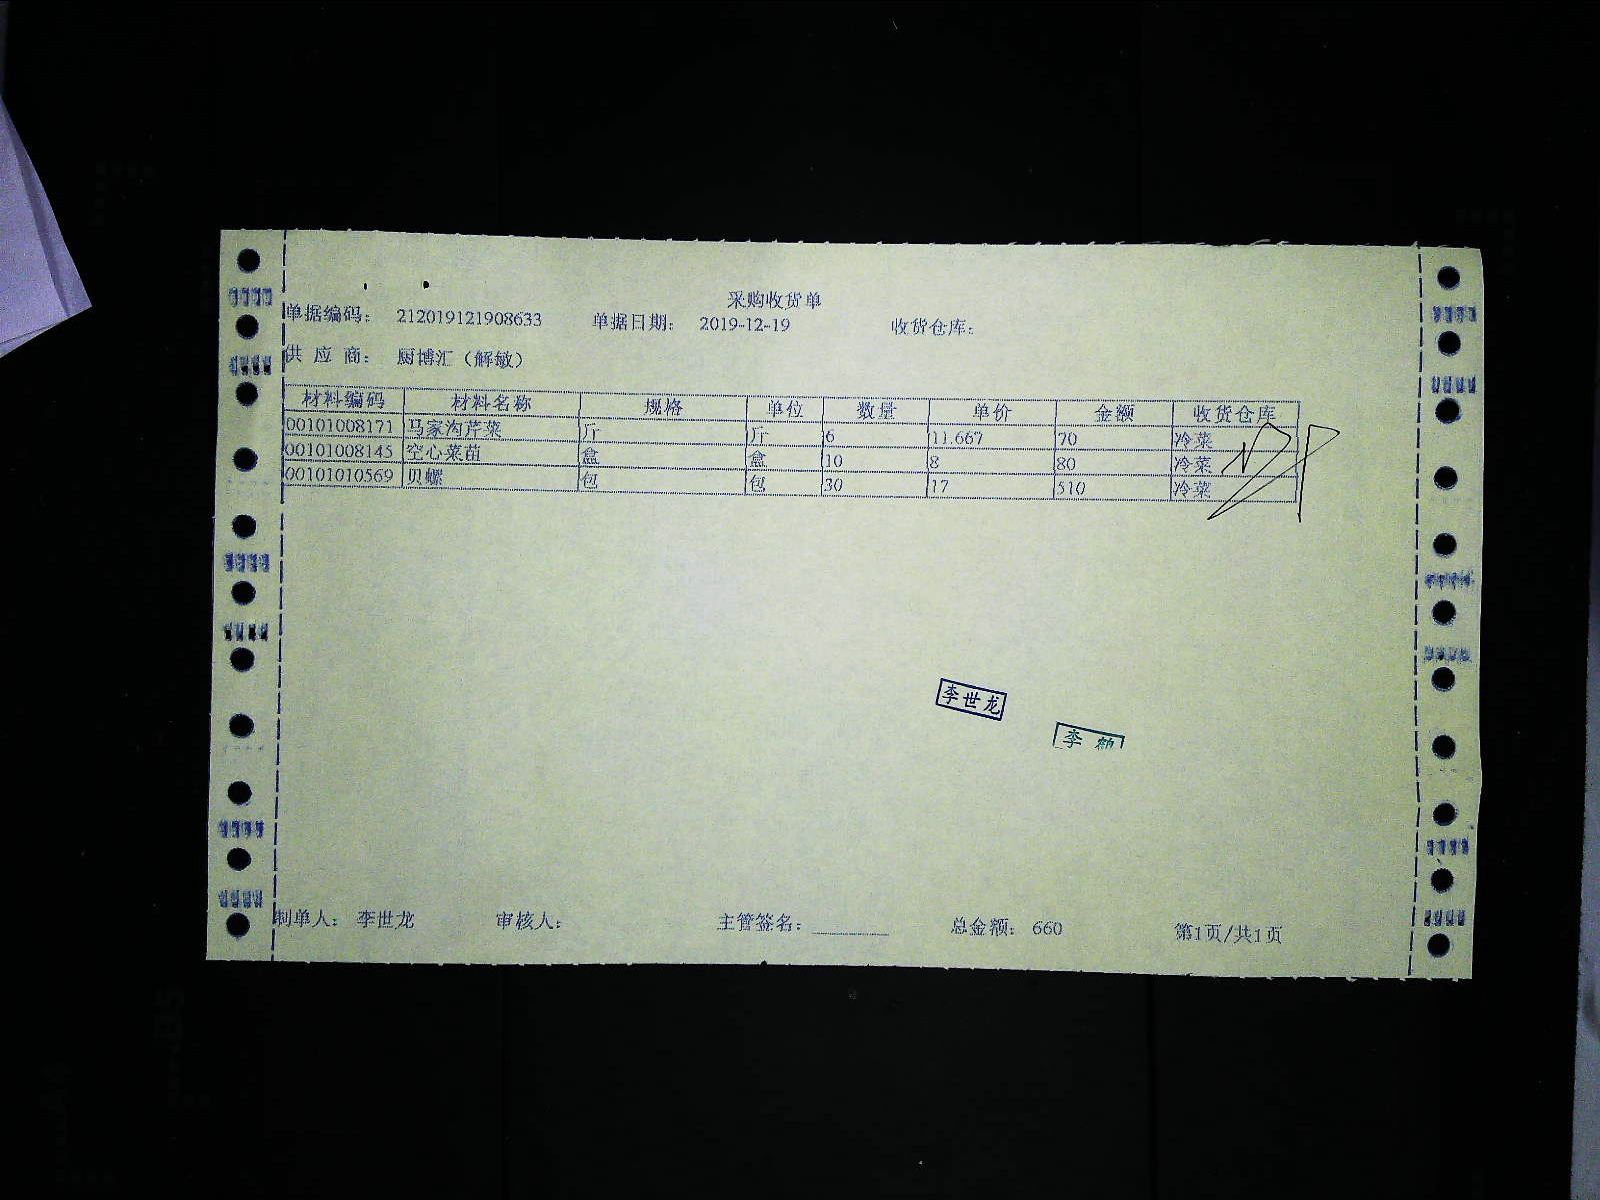 采购收货单
单据编码： 212019121908633 单据日期： 2019-12-19 收货仓库：
供 应 商： 厨博汇（解敏）
材料编码 材料名称 规格 单位 数量 单价 金额 收货仓库
00101008171 马家沟芹菜 斤 斤 6 11.667 70 冷菜
00101008145 空心菜苗 盒 盒 10 8 80 冷菜
00101010569 贝螺 包 包 30 17 510 冷菜
李世龙
李
制单人： 李世龙 审核人： 主管签名： 总金额： 660 第1页/共1页